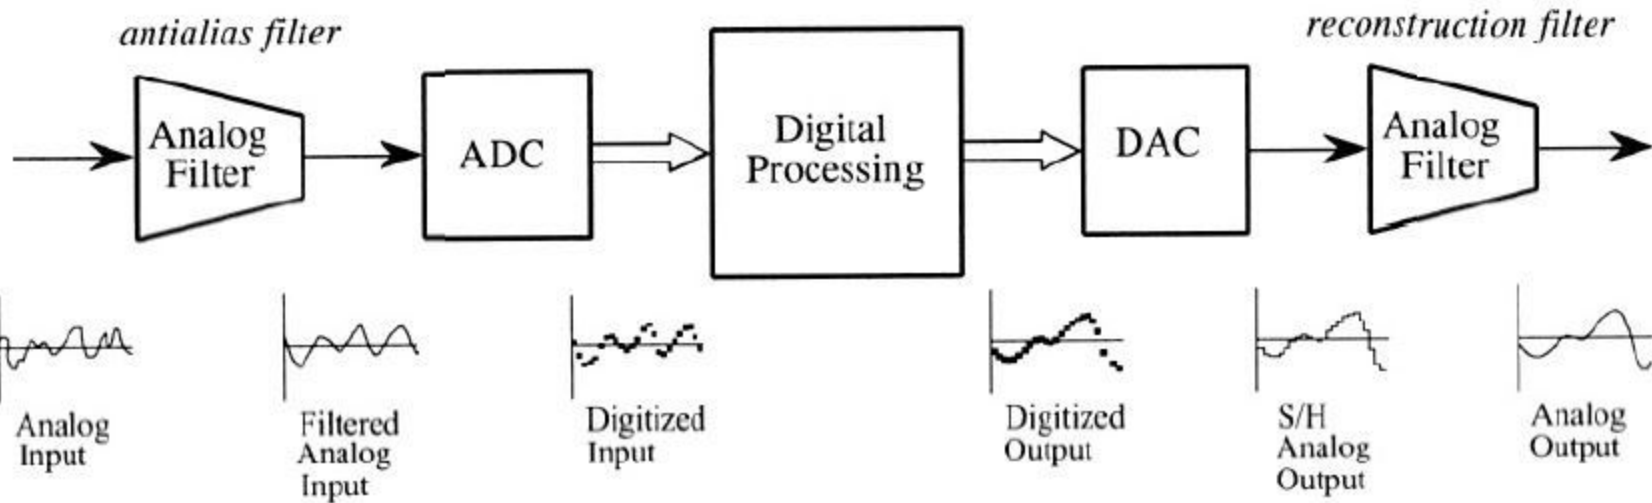 antialias filter
reconstruction filter
Analog
Filter
ADC
Digital
Processing
DAC
Analog
Filter
Analog
Input
Filtered
Analog
Input
Digitized
Input
Digitized
Output
S/H
Analog
Output
Analog
Output